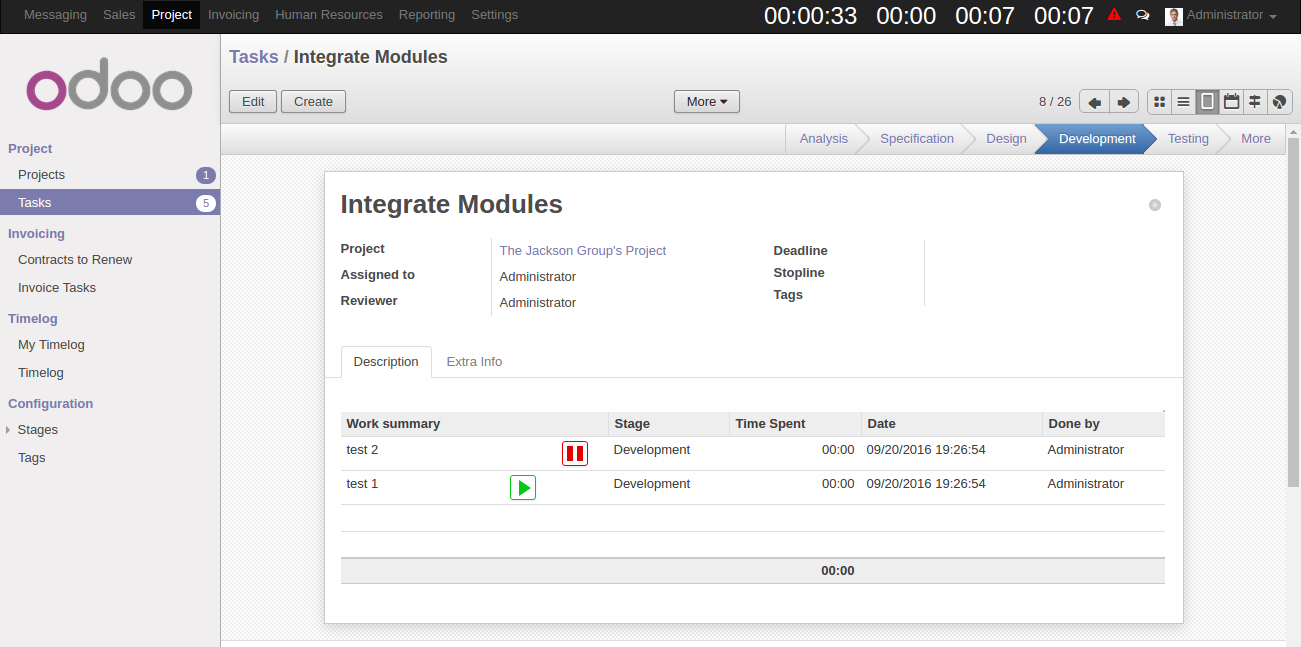 Messaging Sales Project Invoicing Human Resources Reporting Settings 00:00:33 00:00 00:07 00:07 Administrator
odoo
Tasks / Integrate Modules
Edit Create More 8 / 26
Analysis Specification Design Development Testing More
Project
Projects 1
Tasks 5
Invoicing
Contracts to Renew
Invoice Tasks
Timelog
My Timelog
Timelog
Configuration
Stages
Tags
Integrate Modules
Project The Jackson Group's Project
Assigned to Administrator
Reviewer Administrator
Deadline
Stopline
Tags
Description Extra Info
Work summary Stage Time Spent Date Done by
test 2 Development 00:00 09/20/2016 19:26:54 Administrator
test 1 Development 00:00 09/20/2016 19:26:54 Administrator
00:00